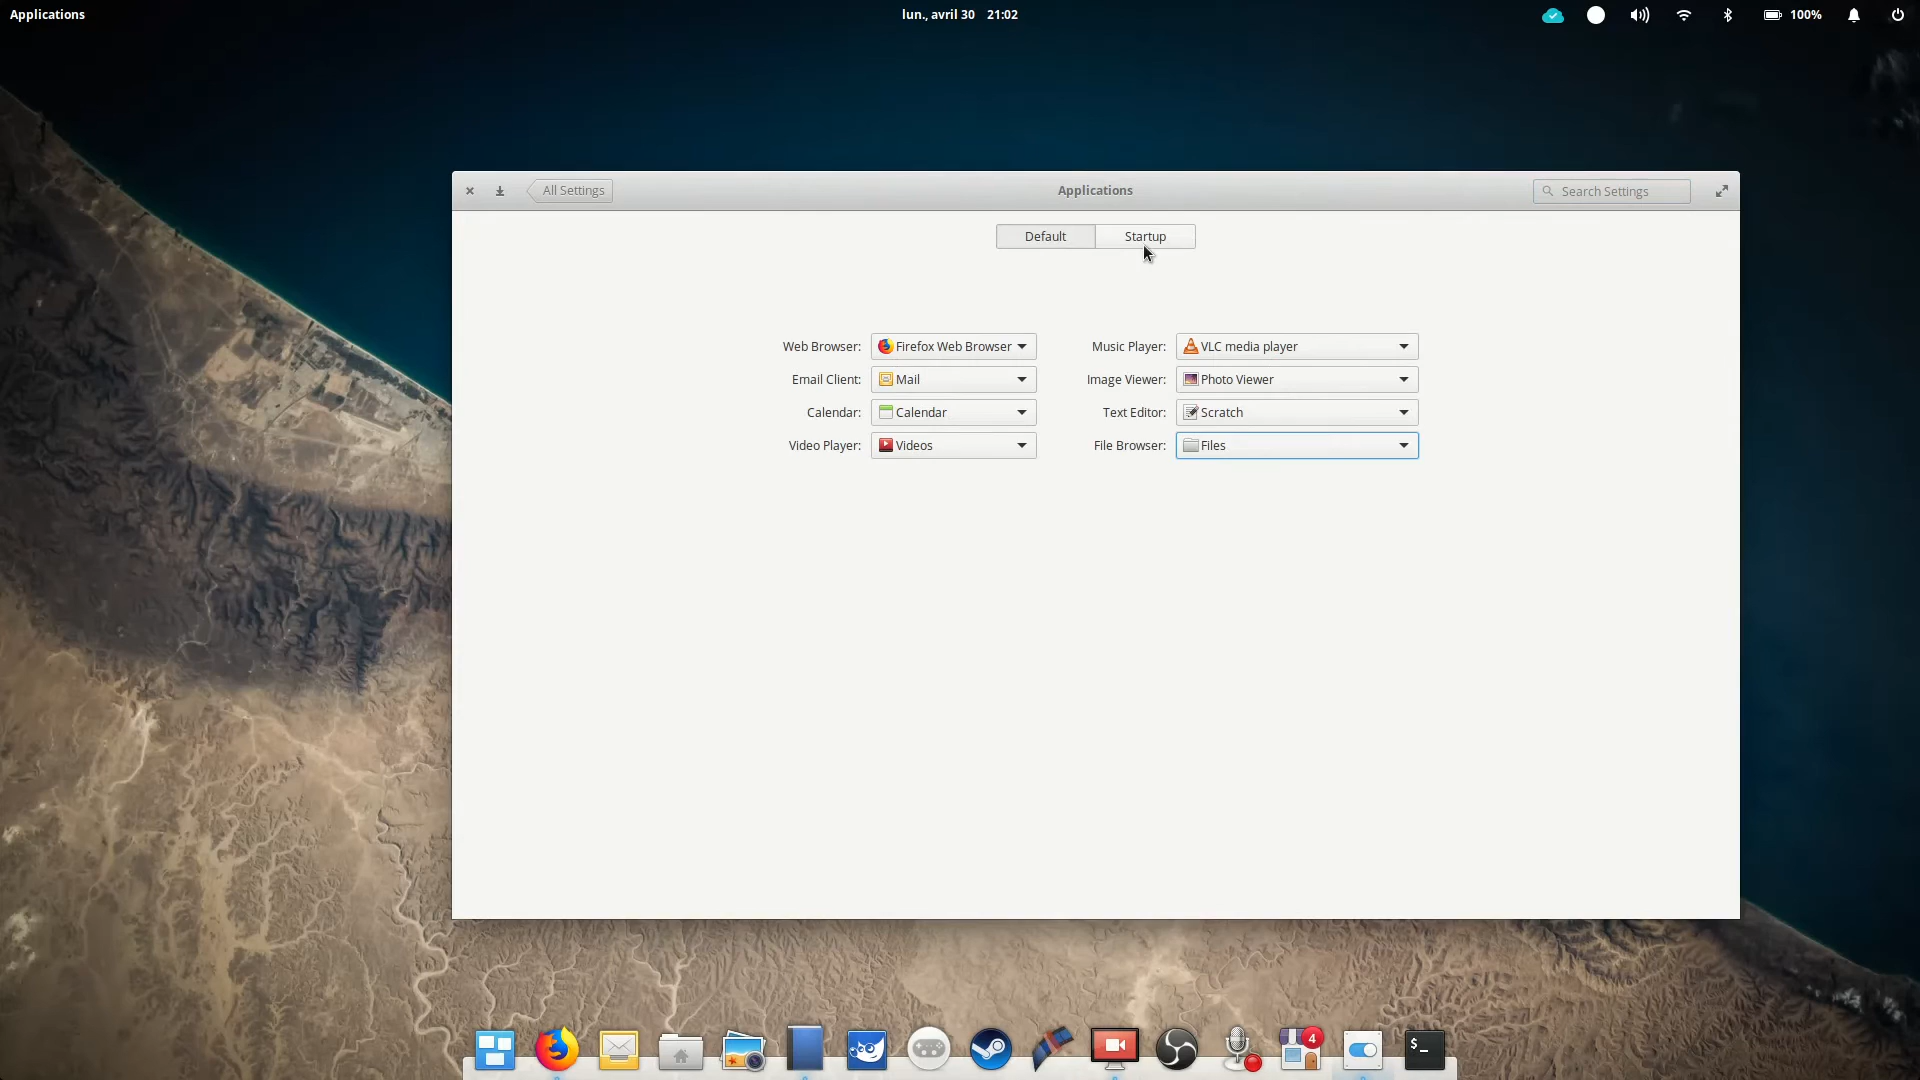 Applications
lun., avril 30 21:02
100%
All Settings
Applications
Search Settings
Default
Startup
Web Browser: Firefox Web Browser
Music Player: VLC media player
Email Client: Mail
Image Viewer: Photo Viewer
Calendar: Calendar
Text Editor: Scratch
Video Player: Videos
File Browser: Files
4
$_